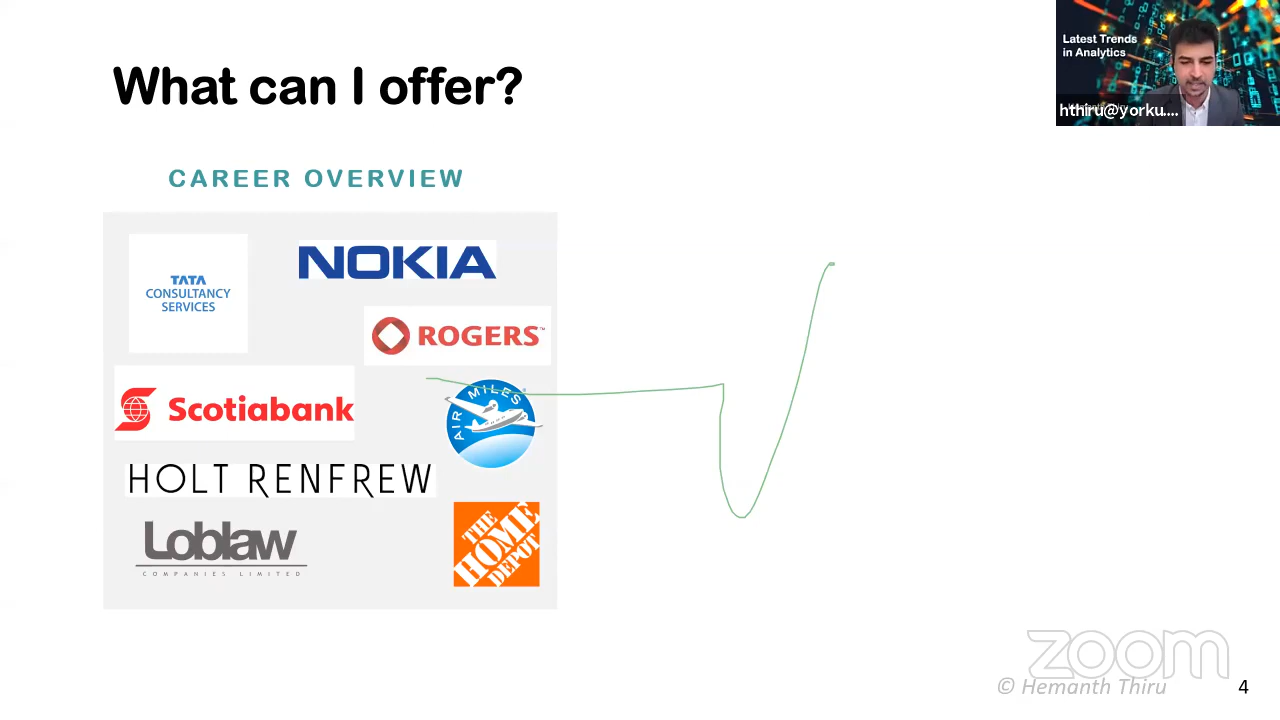 What can I offer?
Latest Trends
in Analytics
hthiru@yorku....
CAREER OVERVIEW
TATA
CONSULTANCY
SERVICES
NOKIA
ROGERS™
Scotiabank
AIR MILES
HOLT RENFREW
Loblaw
COMPANIES LIMITED
THE
HOME
DEPOT
zoom
© Hemanth Thiru
4